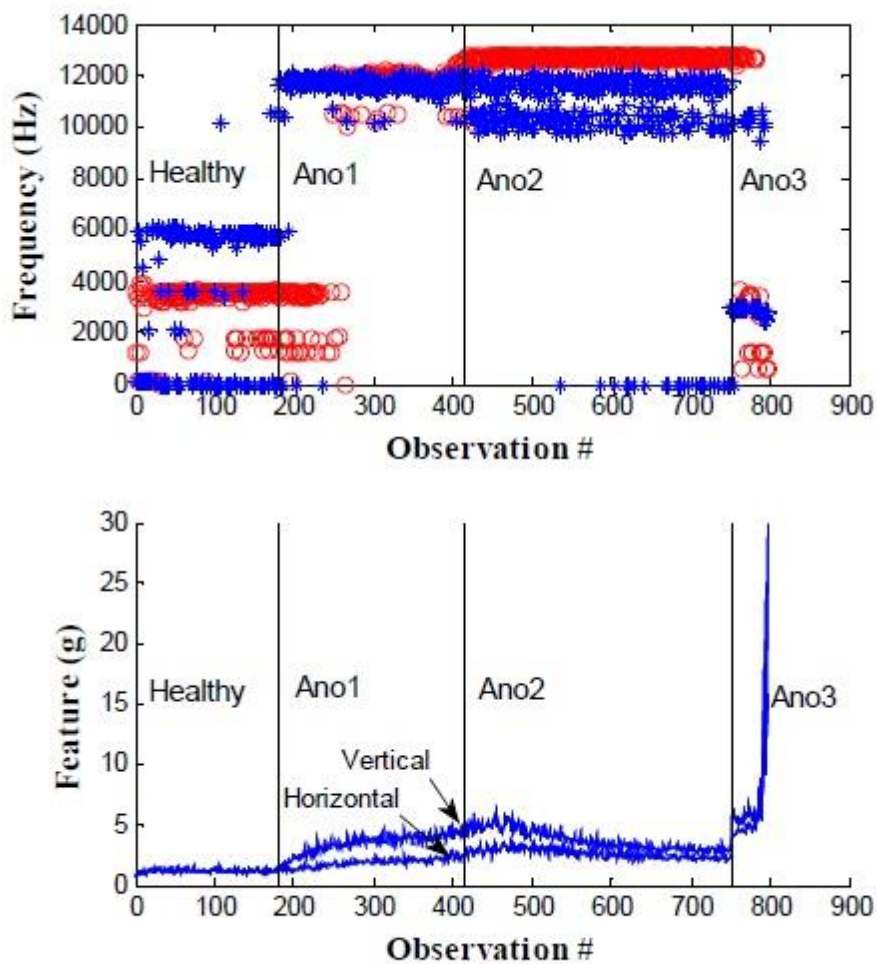 14000
12000
10000
8000
6000
4000
2000
0
Frequency (Hz)
Healthy Ano1 Ano2 Ano3
0 100 200 300 400 500 600 700 800 900
Observation #
30
25
20
15
10
5
0
Feature (g)
Healthy Ano1 Ano2 Ano3
Vertical
Horizontal
0 100 200 300 400 500 600 700 800 900
Observation #